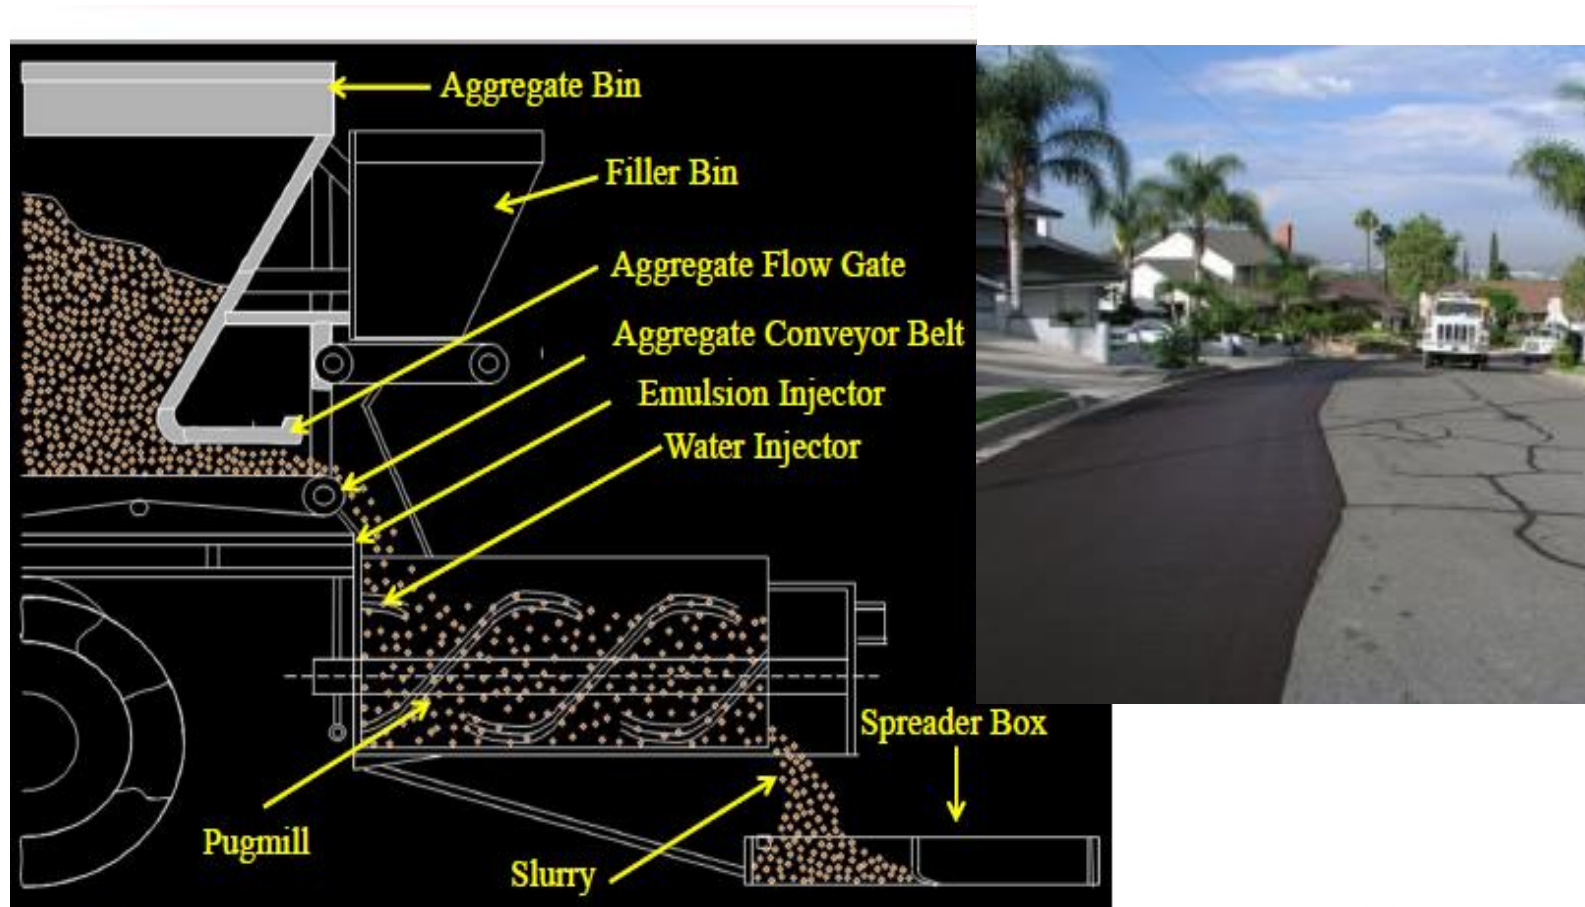 Aggregate Bin
Filler Bin
Aggregate Flow Gate
Aggregate Conveyor Belt
Emulsion Injector
Water Injector
Spreader Box
Pugmill
Slurry